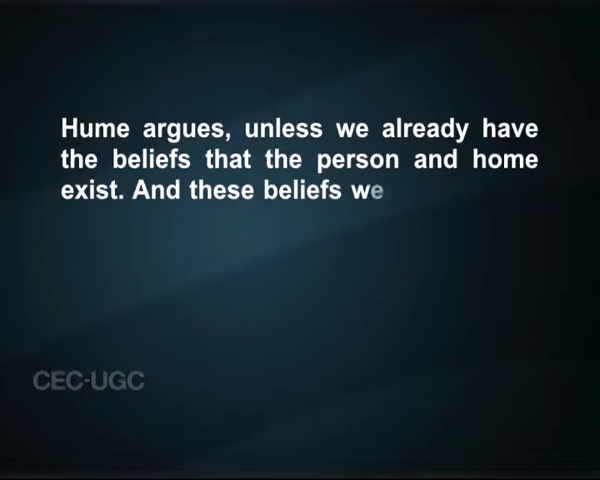 Hume argues, unless we already have
the beliefs that the person and home
exist. And these beliefs we
CEC-UGC